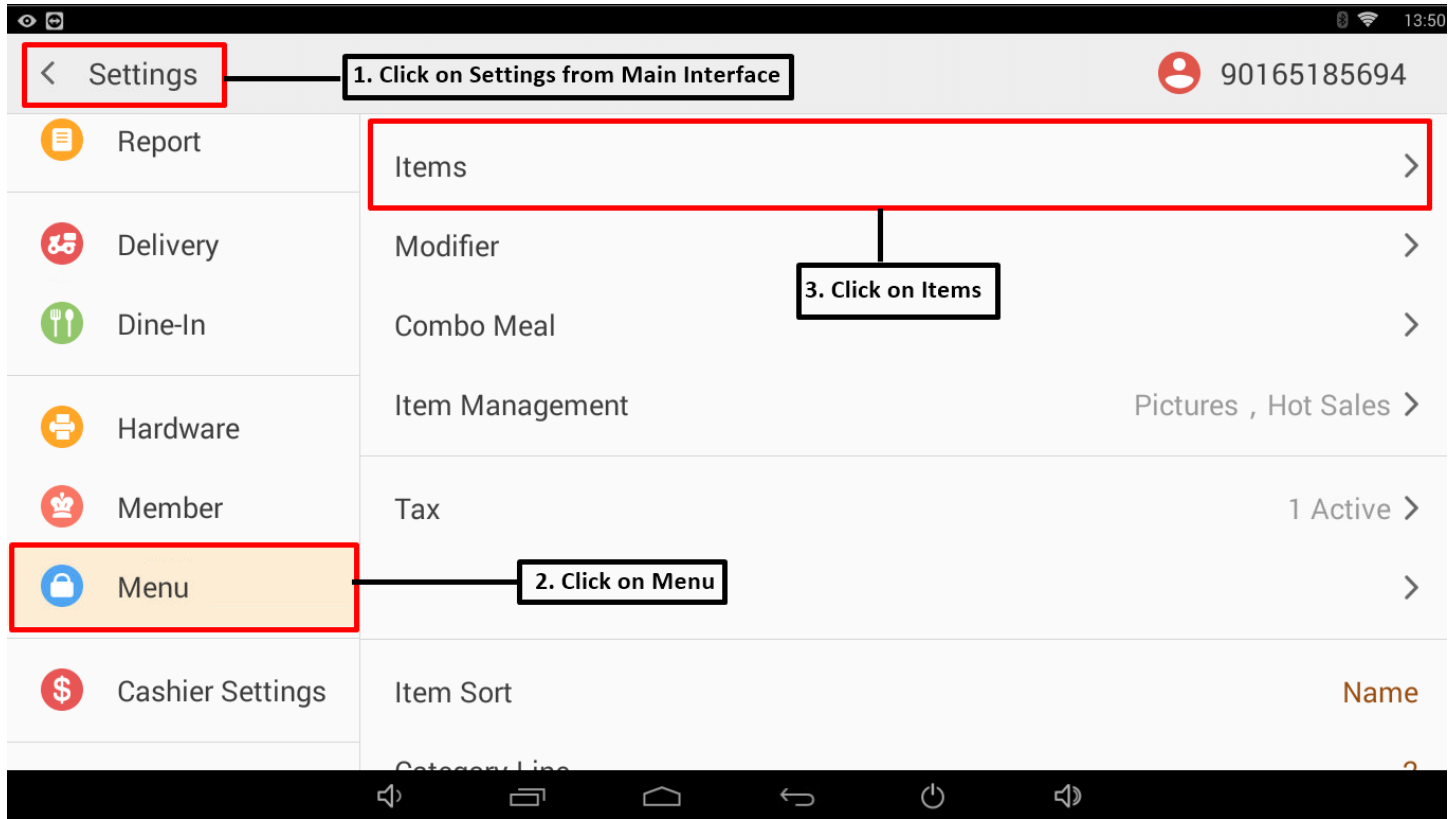 13:50
Settings
1. Click on Settings from Main Interface
90165185694
Report
Items
Delivery
Modifier
3. Click on Items
Dine-In
Combo Meal
Item Management
Pictures , Hot Sales
Hardware
Member
Tax
1 Active
Menu
2. Click on Menu
Cashier Settings
Item Sort
Name
Category Line